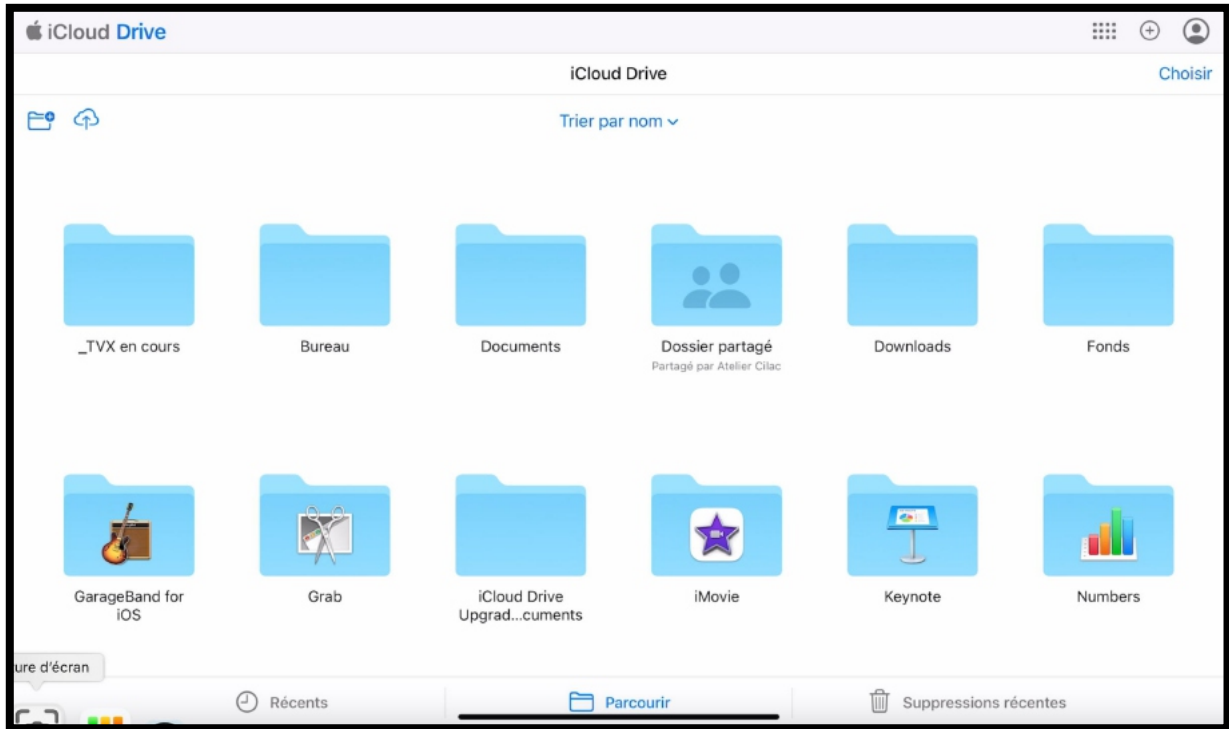 iCloud Drive
iCloud Drive
Choisir
Trier par nom
_TVX en cours
Bureau
Documents
Dossier partagé
Partagé par Atelier Cilac
Downloads
Fonds
GarageBand for
iOS
Grab
iCloud Drive
Upgrad...cuments
iMovie
Keynote
Numbers
ure d'écran
Récents
Parcourir
Suppressions récentes